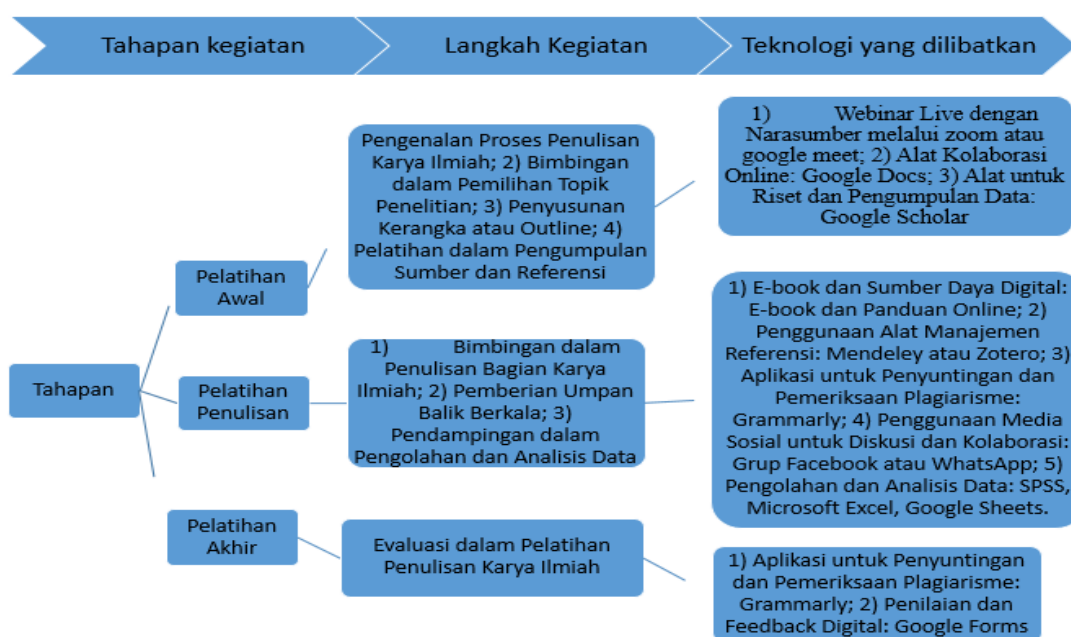 Tahapan kegiatan
Langkah Kegiatan
Teknologi yang dilibatkan
Tahapan
Pelatihan
Awal
Pengenalan Proses Penulisan
Karya Ilmiah; 2) Bimbingan
dalam Pemilihan Topik
Penelitian; 3) Penyusunan
Kerangka atau Outline; 4)
Pelatihan dalam Pengumpulan
Sumber dan Referensi
1) Webinar Live dengan
Narasumber melalui zoom atau
google meet; 2) Alat Kolaborasi
Online: Google Docs; 3) Alat untuk
Riset dan Pengumpulan Data:
Google Scholar
Pelatihan
Penulisan
1) Bimbingan dalam
Penulisan Bagian Karya
Ilmiah; 2) Pemberian Umpan
Balik Berkala; 3)
Pendampingan dalam
Pengolahan dan Analisis Data
1) E-book dan Sumber Daya Digital:
E-book dan Panduan Online; 2)
Penggunaan Alat Manajemen
Referensi: Mendeley atau Zotero; 3)
Aplikasi untuk Penyuntingan dan
Pemeriksaan Plagiarisme:
Grammarly; 4) Penggunaan Media
Sosial untuk Diskusi dan Kolaborasi:
Grup Facebook atau WhatsApp; 5)
Pengolahan dan Analisis Data: SPSS,
Microsoft Excel, Google Sheets.
Pelatihan
Akhir
Evaluasi dalam Pelatihan
Penulisan Karya Ilmiah
1) Aplikasi untuk Penyuntingan
dan Pemeriksaan Plagiarisme:
Grammarly; 2) Penilaian dan
Feedback Digital: Google Forms